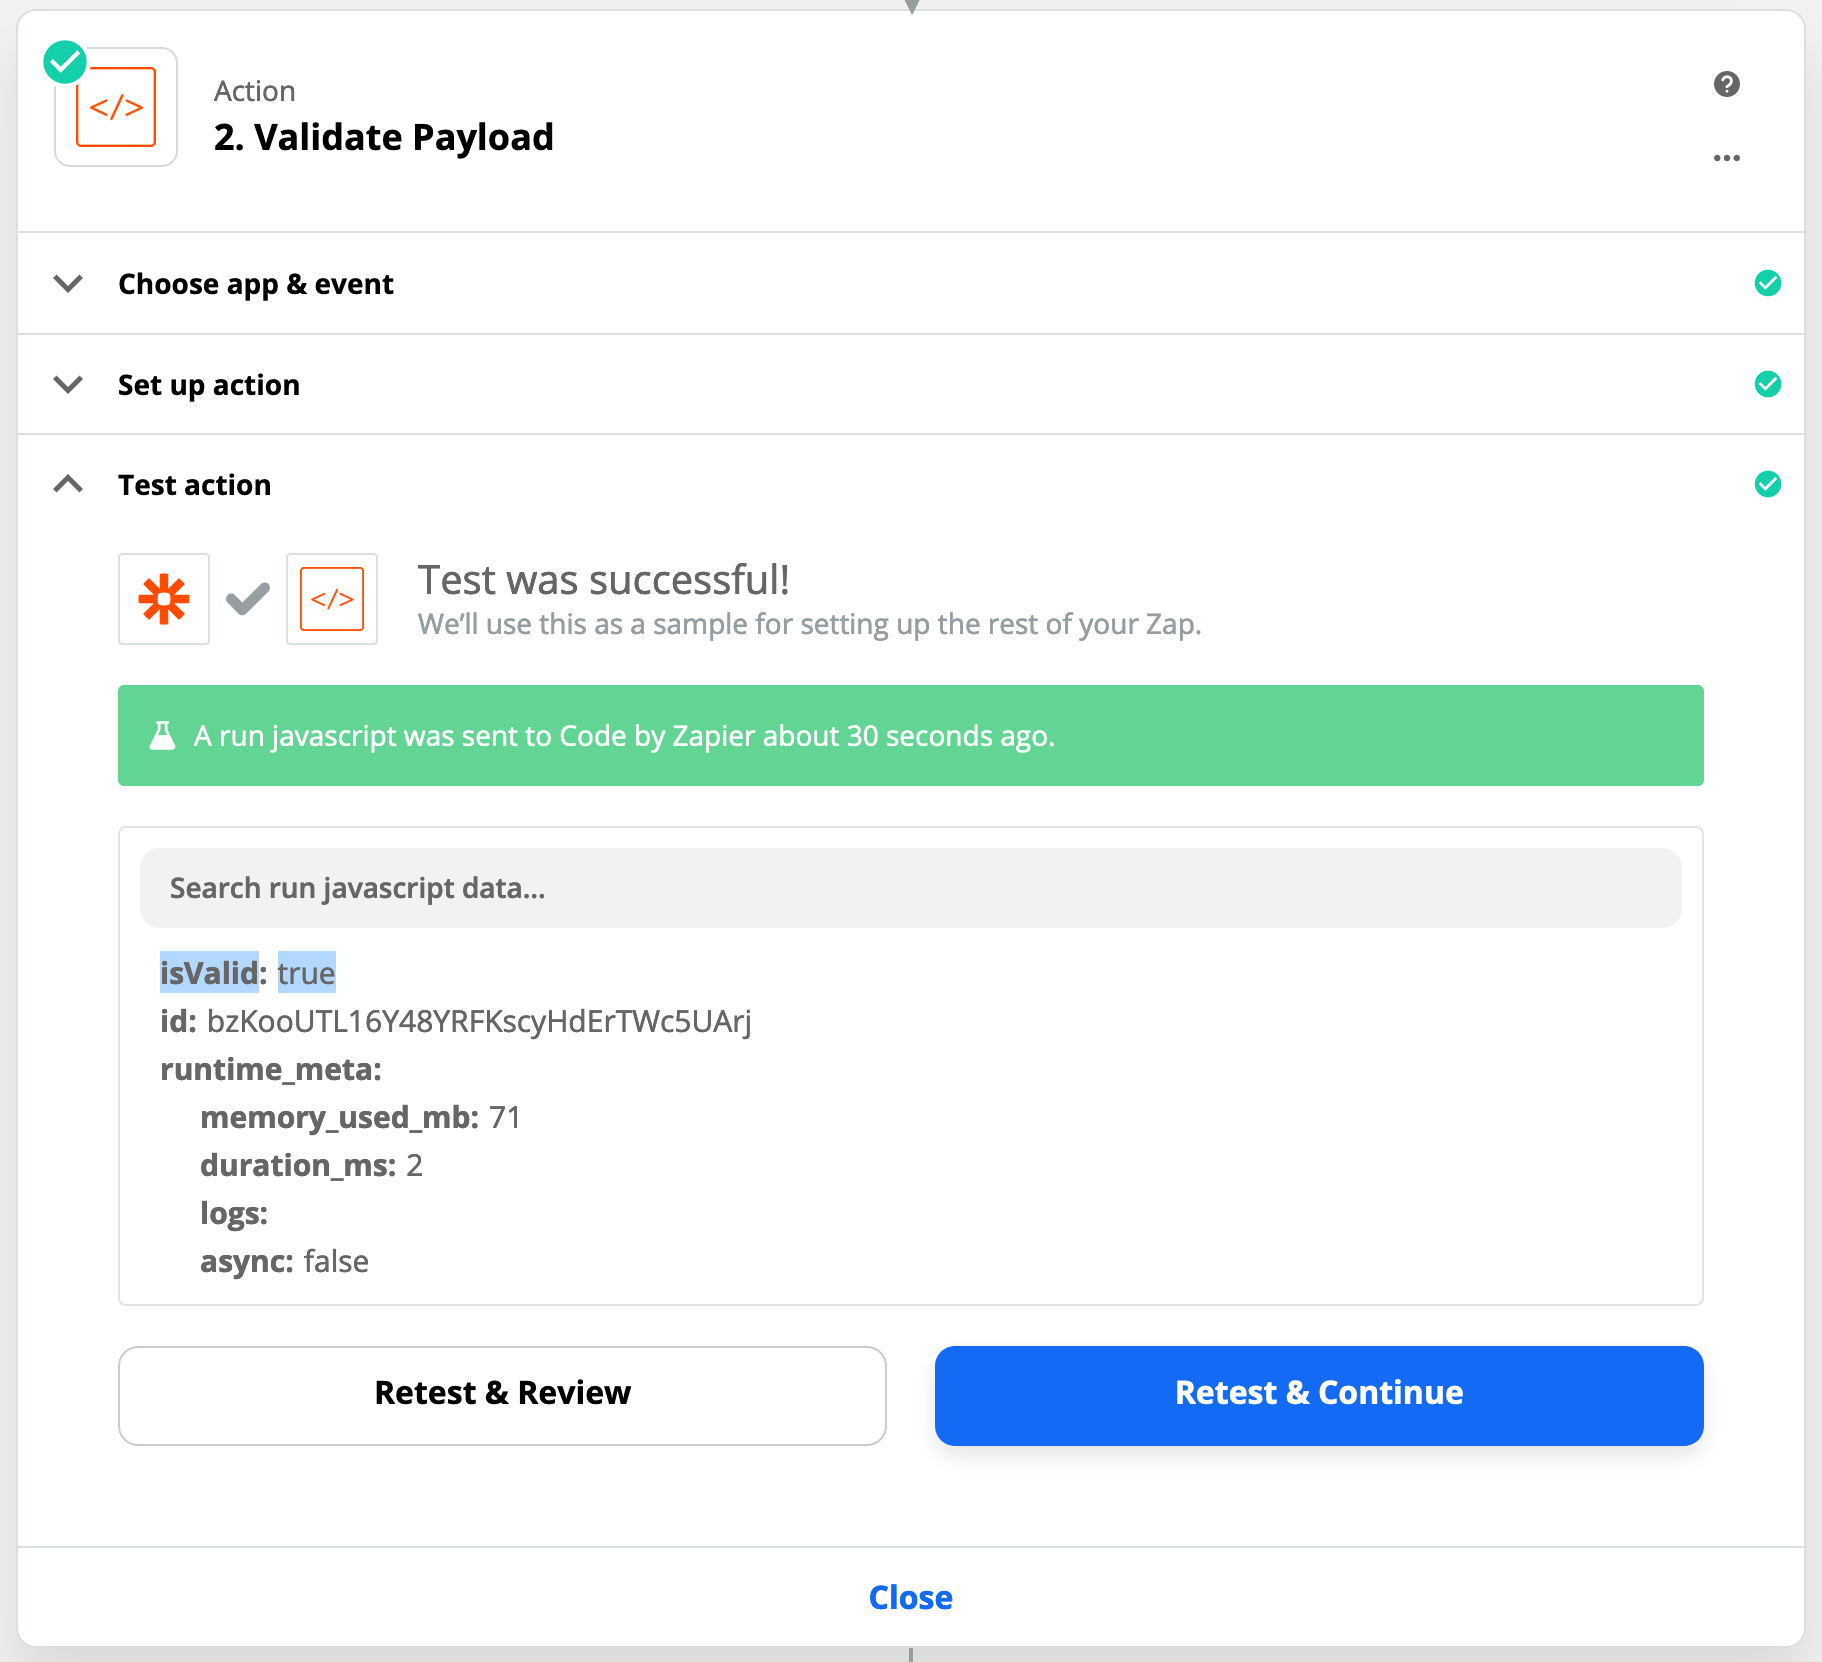 Action
2. Validate Payload
Choose app & event
Set up action
Test action
Test was successful!
We’ll use this as a sample for setting up the rest of your Zap.
A run javascript was sent to Code by Zapier about 30 seconds ago.
Search run javascript data...
isValid: true
id: bzKooUTL16Y48YRFKscyHdErTWc5UArj
runtime_meta:
memory_used_mb: 71
duration_ms: 2
logs:
async: false
Retest & Review
Retest & Continue
Close